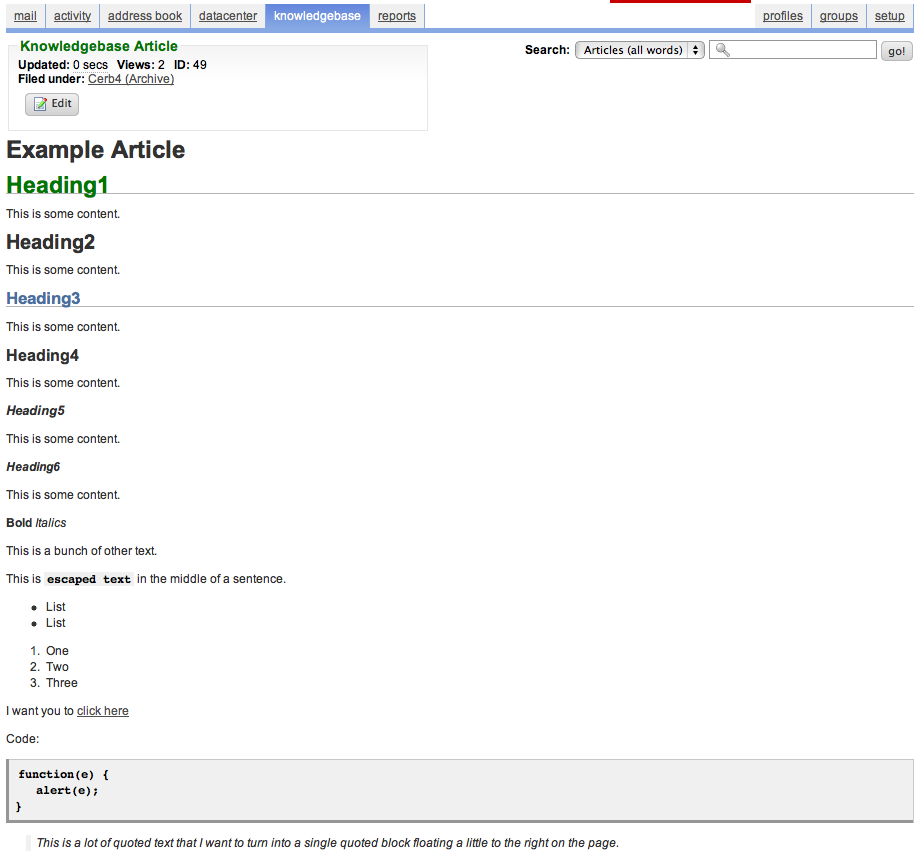 mail activity address book datacenter knowledgebase reports profiles groups setup
Knowledgebase Article
Search: Articles (all words) go!
Updated: 0 secs Views: 2 ID: 49
Filed under: Cerb4 (Archive)
Edit
Example Article
Heading1
This is some content.
Heading2
This is some content.
Heading3
This is some content.
Heading4
This is some content.
Heading5
This is some content.
Heading6
This is some content.
Bold Italics
This is a bunch of other text.
This is escaped text in the middle of a sentence.
• List
• List
1. One
2. Two
3. Three
I want you to click here
Code:
function(e) {
alert(e);
}
This is a lot of quoted text that I want to turn into a single quoted block floating a little to the right on the page.